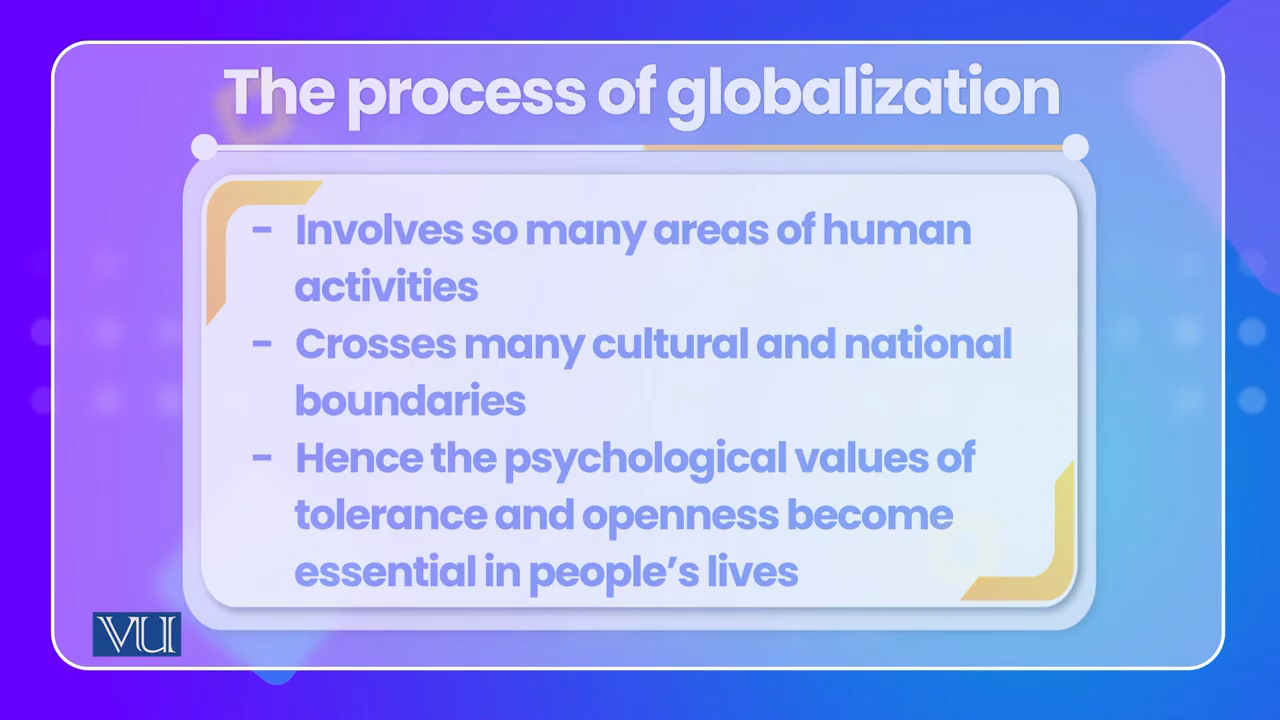 The process of globalization
- Involves so many areas of human
activities
- Crosses many cultural and national
boundaries
- Hence the psychological values of
tolerance and openness become
essential in people’s lives
VU